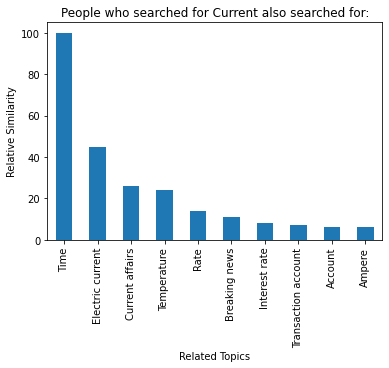 People who searched for Current also searched for:
Relative Similarity
100
80
60
40
20
0
Time
Electric current
Current affairs
Temperature
Rate
Breaking news
Interest rate
Transaction account
Account
Ampere
Related Topics